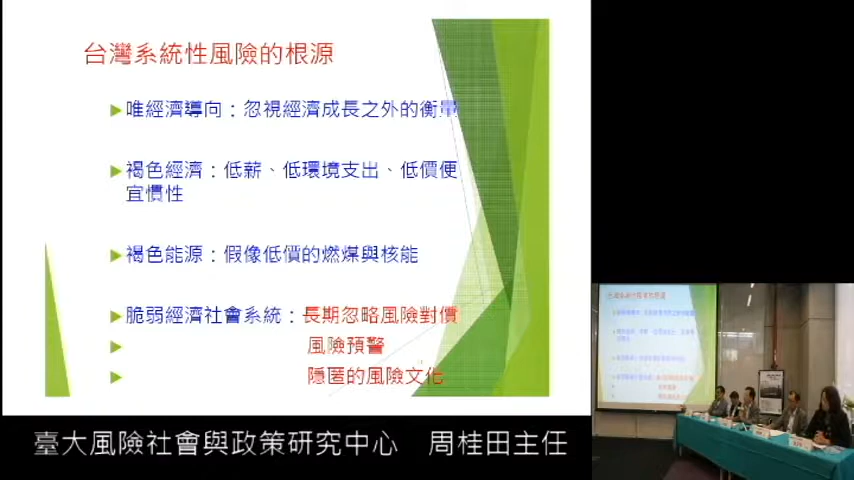 台灣系統性風險的根源
唯經濟導向：忽視經濟成長之外的衡量
褐色經濟：低薪、低環境支出、低價便
宜慣性
褐色能源：假像低價的燃煤與核能
脆弱經濟社會系統：長期忽略風險對價
風險預警
隱匿的風險文化
臺大風險社會與政策研究中心　周桂田主任